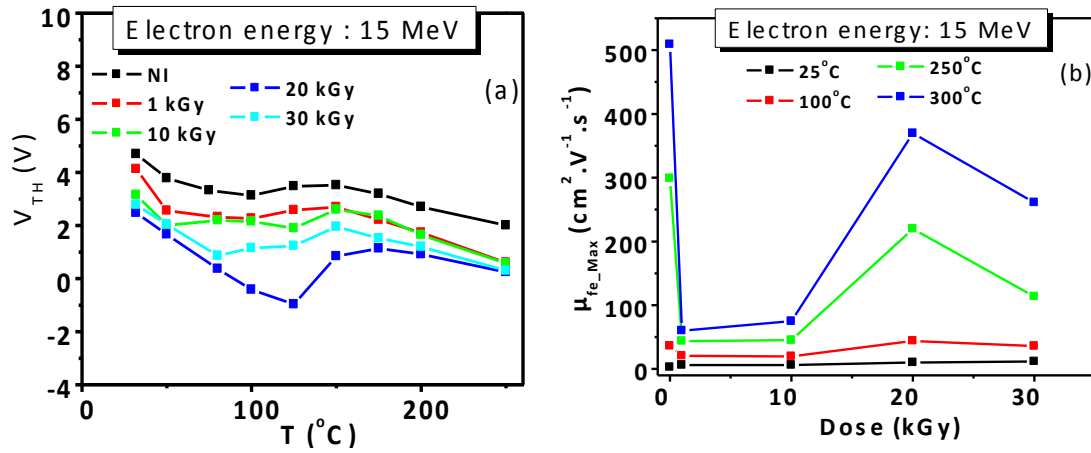 Electron energy : 15 MeV
NI
1 kGy
10 kGy
20 kGy
30 kGy
(a)
10
8
6
4
2
0
-2
-4
V_TH (V)
0
100
200
T (°C)
Electron energy: 15 MeV
25°C
100°C
250°C
300°C
(b)
500
400
300
200
100
0
μ_fe_Max (cm².V⁻¹.s⁻¹)
0
10
20
30
Dose (kGy)